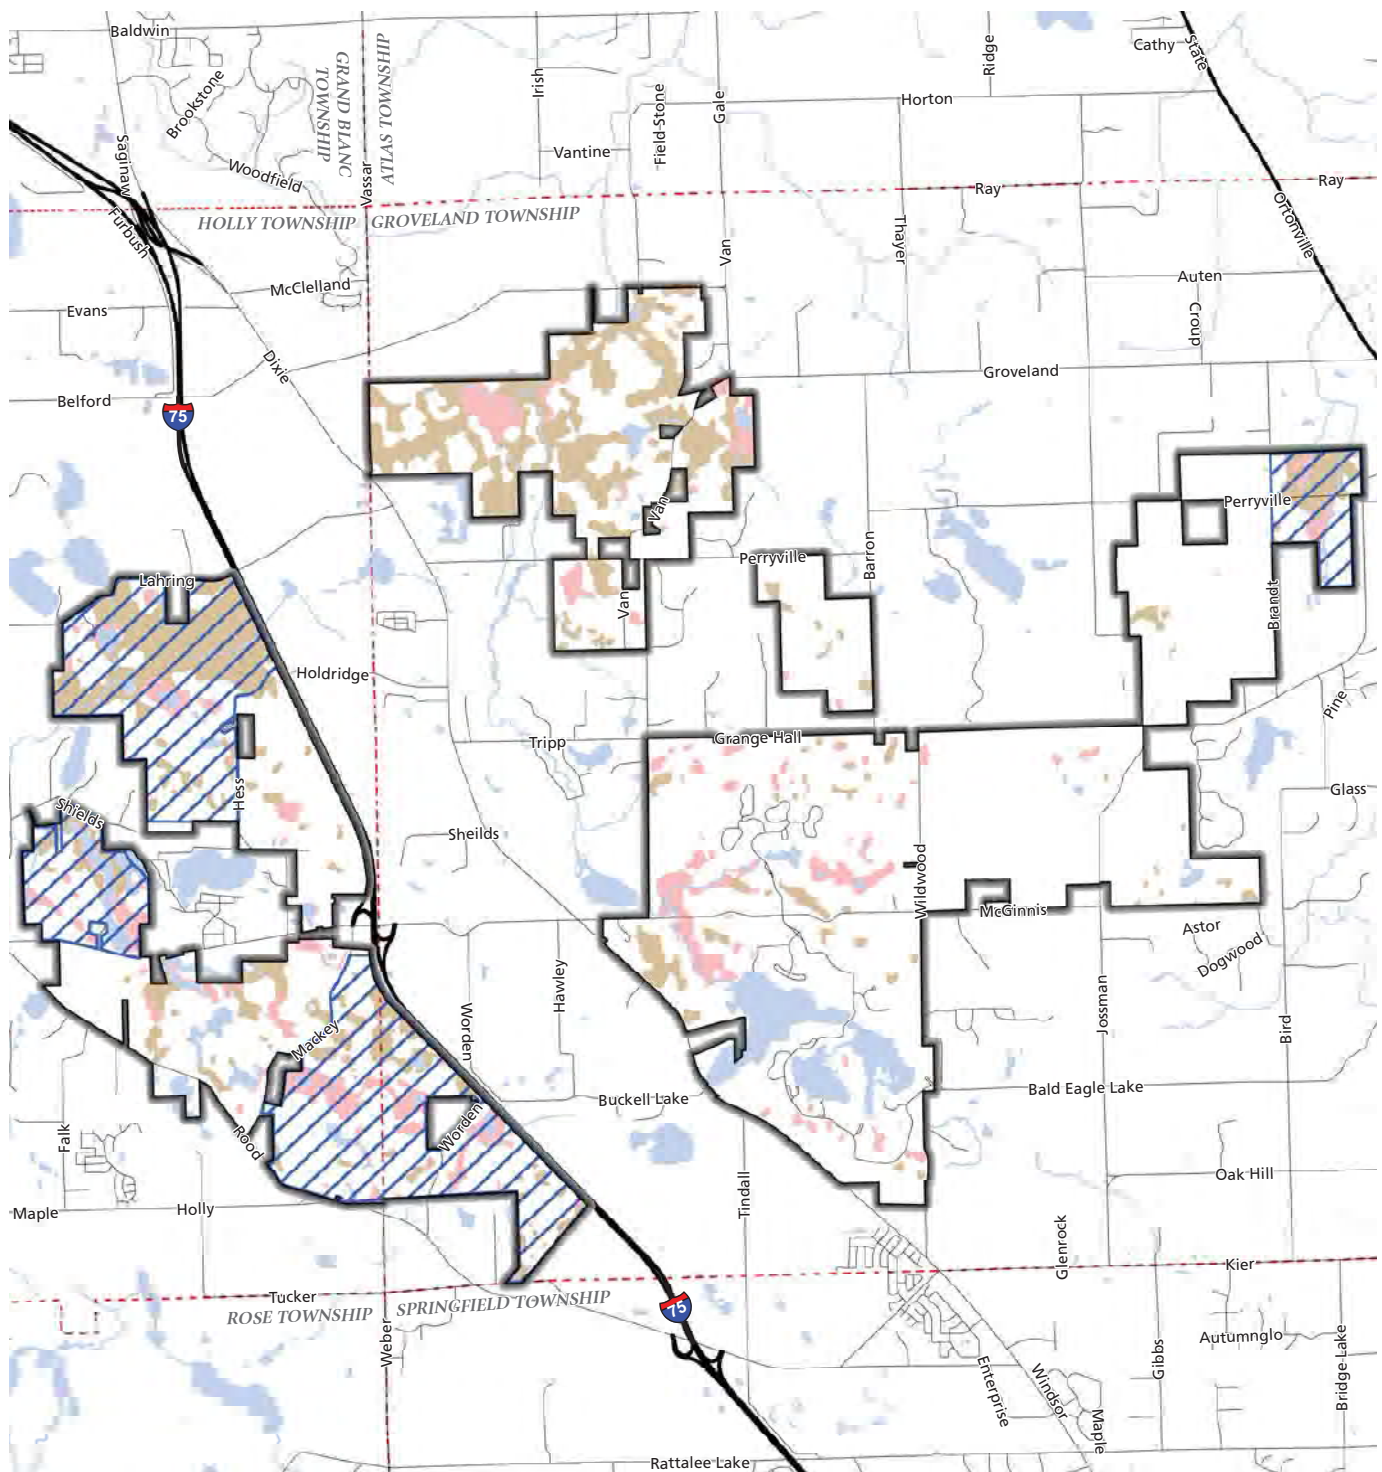 Baldwin
Cathy
State
Ridge
Irish
Brookstone
GRAND BLANC
TOWNSHIP
ATLAS TOWNSHIP
Field-Stone
Gale
Horton
Saginaw
Vantine
Woodfield
Vassar
Ray
Ray
HOLLY TOWNSHIP
GROVELAND TOWNSHIP
Furbush
Thayer
Ortonville
Van
McClelland
Auten
Evans
Croup
Dixie
Groveland
Belford
75
Perryville
Van
Perryville
Barron
Lahring
Van
Brandt
Holdridge
Pine
Tripp
Grange Hall
Hess
Glass
Shields
Sheilds
Wildwood
McGinnis
Astor
Dogwood
Hawley
Worden
Jossman
Bird
Mackey
Bald Eagle Lake
Buckell Lake
Worden
Falk
Rood
Oak Hill
Tindall
Maple
Holly
Glenrock
Kier
Tucker
ROSE TOWNSHIP
SPRINGFIELD TOWNSHIP
75
Weber
Autumnglo
Gibbs
Bridge-Lake
Enterprise
Windsor
Maple
Rattalee Lake